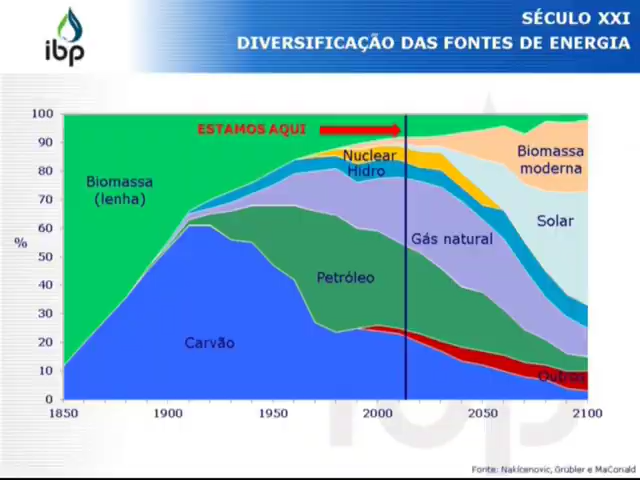 SÉCULO XXI
DIVERSIFICAÇÃO DAS FONTES DE ENERGIA
ibp
100
90
80
70
60
50
40
30
20
10
0
%
ESTAMOS AQUI
Biomassa
(lenha)
Nuclear
Hidro
Biomassa
moderna
Solar
Gás natural
Petróleo
Carvão
Outros
1850
1900
1950
2000
2050
2100
ibp
Fonte: Nakícenovic, Grübler e MaConald